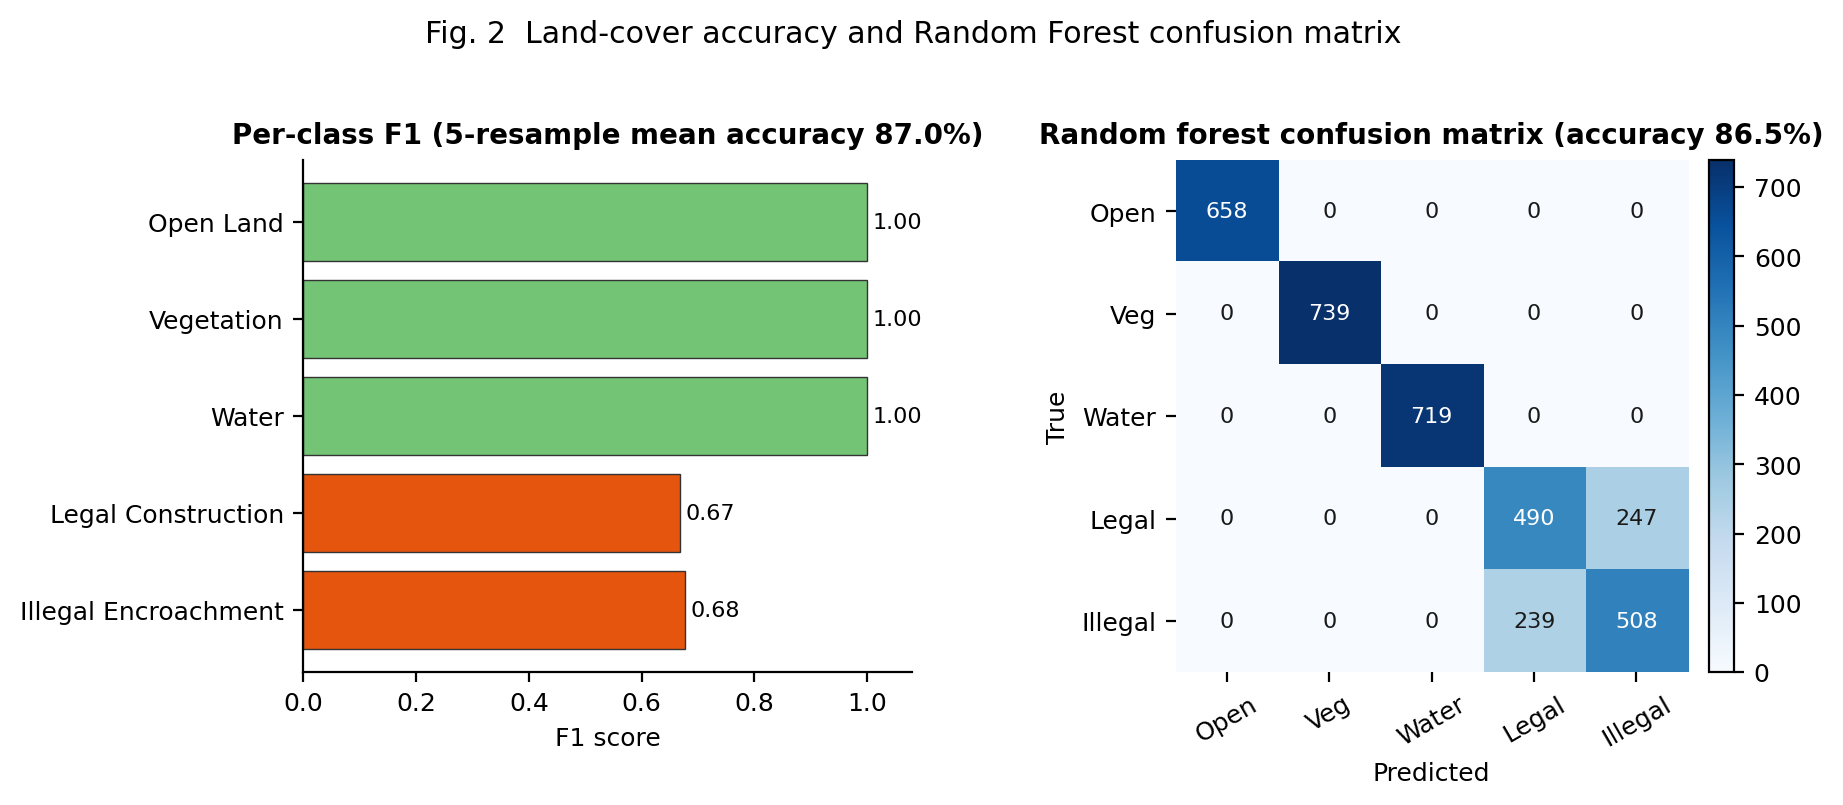 Fig. 2  Land-cover accuracy and Random Forest confusion matrix
Per-class F1 (5-resample mean accuracy 87.0%)
Open Land
1.00
Vegetation
1.00
Water
1.00
Legal Construction
0.67
Illegal Encroachment
0.68
0.0 0.2 0.4 0.6 0.8 1.0
F1 score
Random forest confusion matrix (accuracy 86.5%)
True
Open 658 0 0 0 0
Veg 0 739 0 0 0
Water 0 0 719 0 0
Legal 0 0 0 490 247
Illegal 0 0 0 239 508
Open Veg Water Legal Illegal
Predicted
700
600
500
400
300
200
100
0